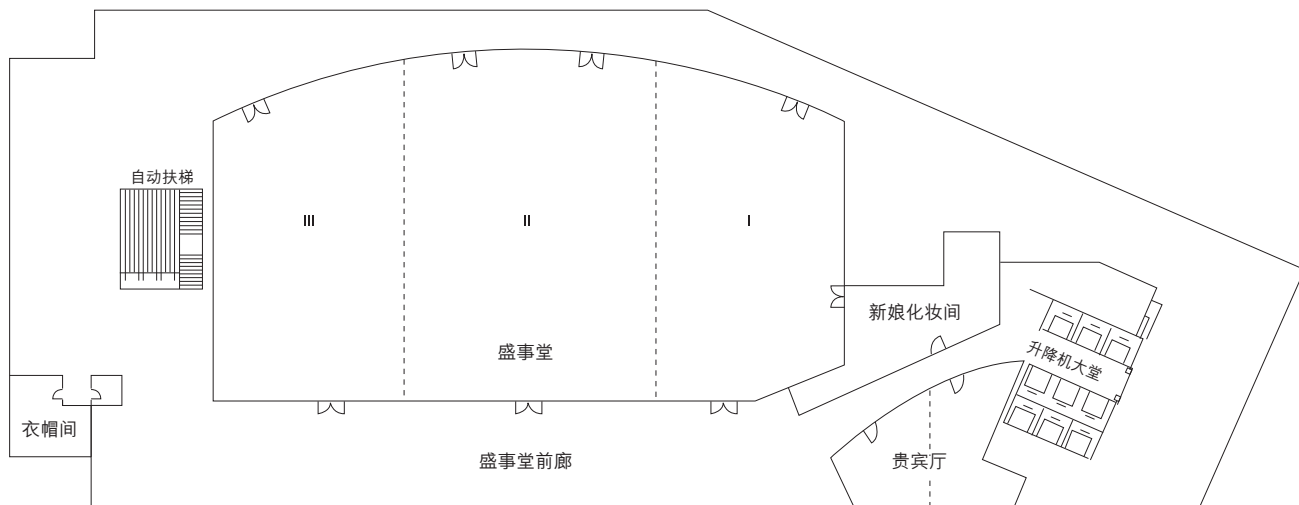 自动扶梯
III
II
I
新娘化妆间
盛事堂
升降机大堂
衣帽间
盛事堂前廊
贵宾厅